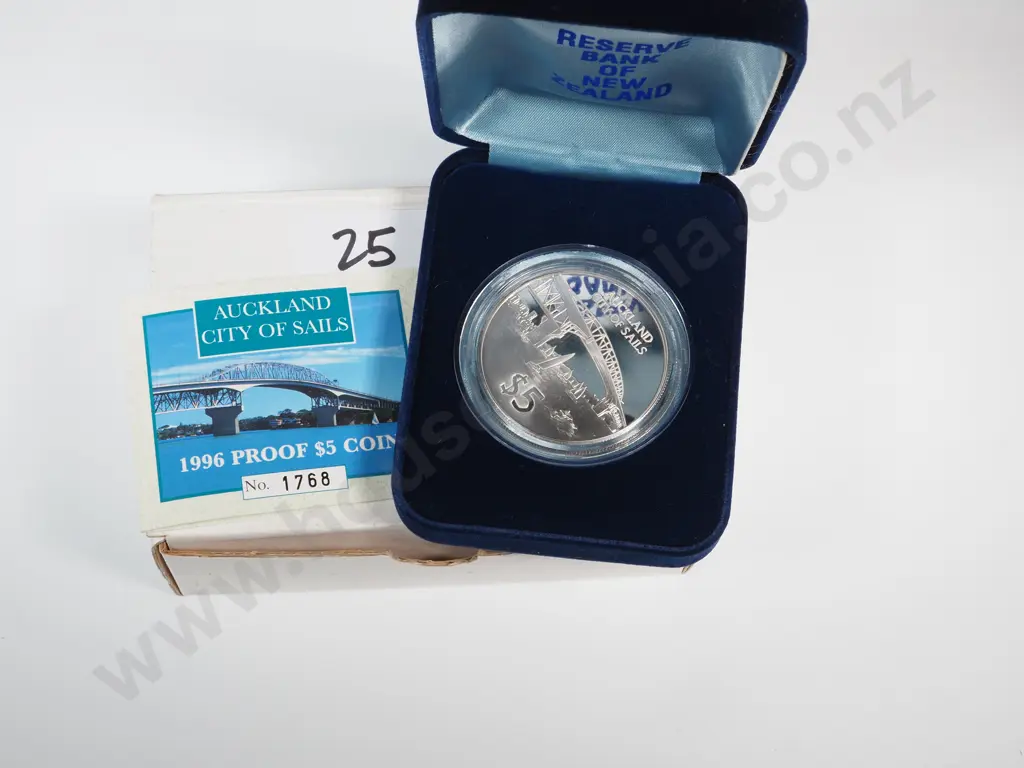 RESERVE
BANK
OF
NEW
ZEALAND
25
AUCKLAND
CITY OF SAILS
1996 PROOF $5 COIN
No. 1768
AUCKLAND
CITY OF SAILS
$5